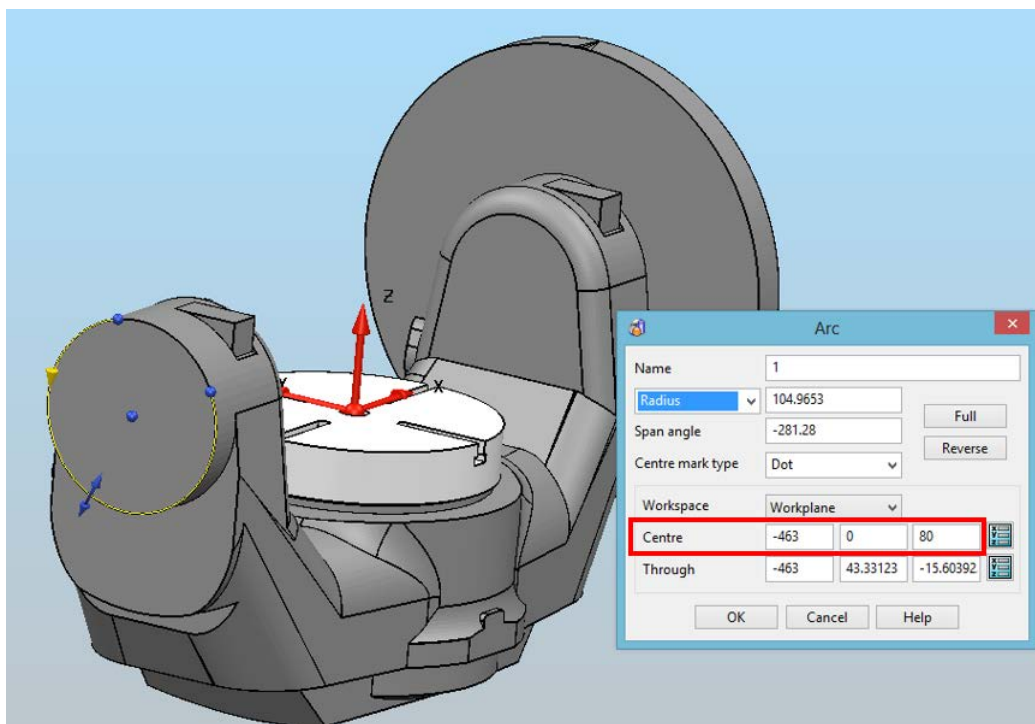 Z
Y
X
Arc
Name 1
Radius 104.9653
Full
Span angle -281.28
Reverse
Centre mark type Dot
Workspace Workplane
Centre -463 0 80
Through -463 43.33123 -15.60392
OK Cancel Help